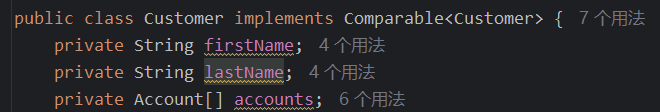 public class Customer implements Comparable<Customer> { 7 个用法
private String firstName; 4 个用法
private String lastName; 4 个用法
private Account[] accounts; 6 个用法